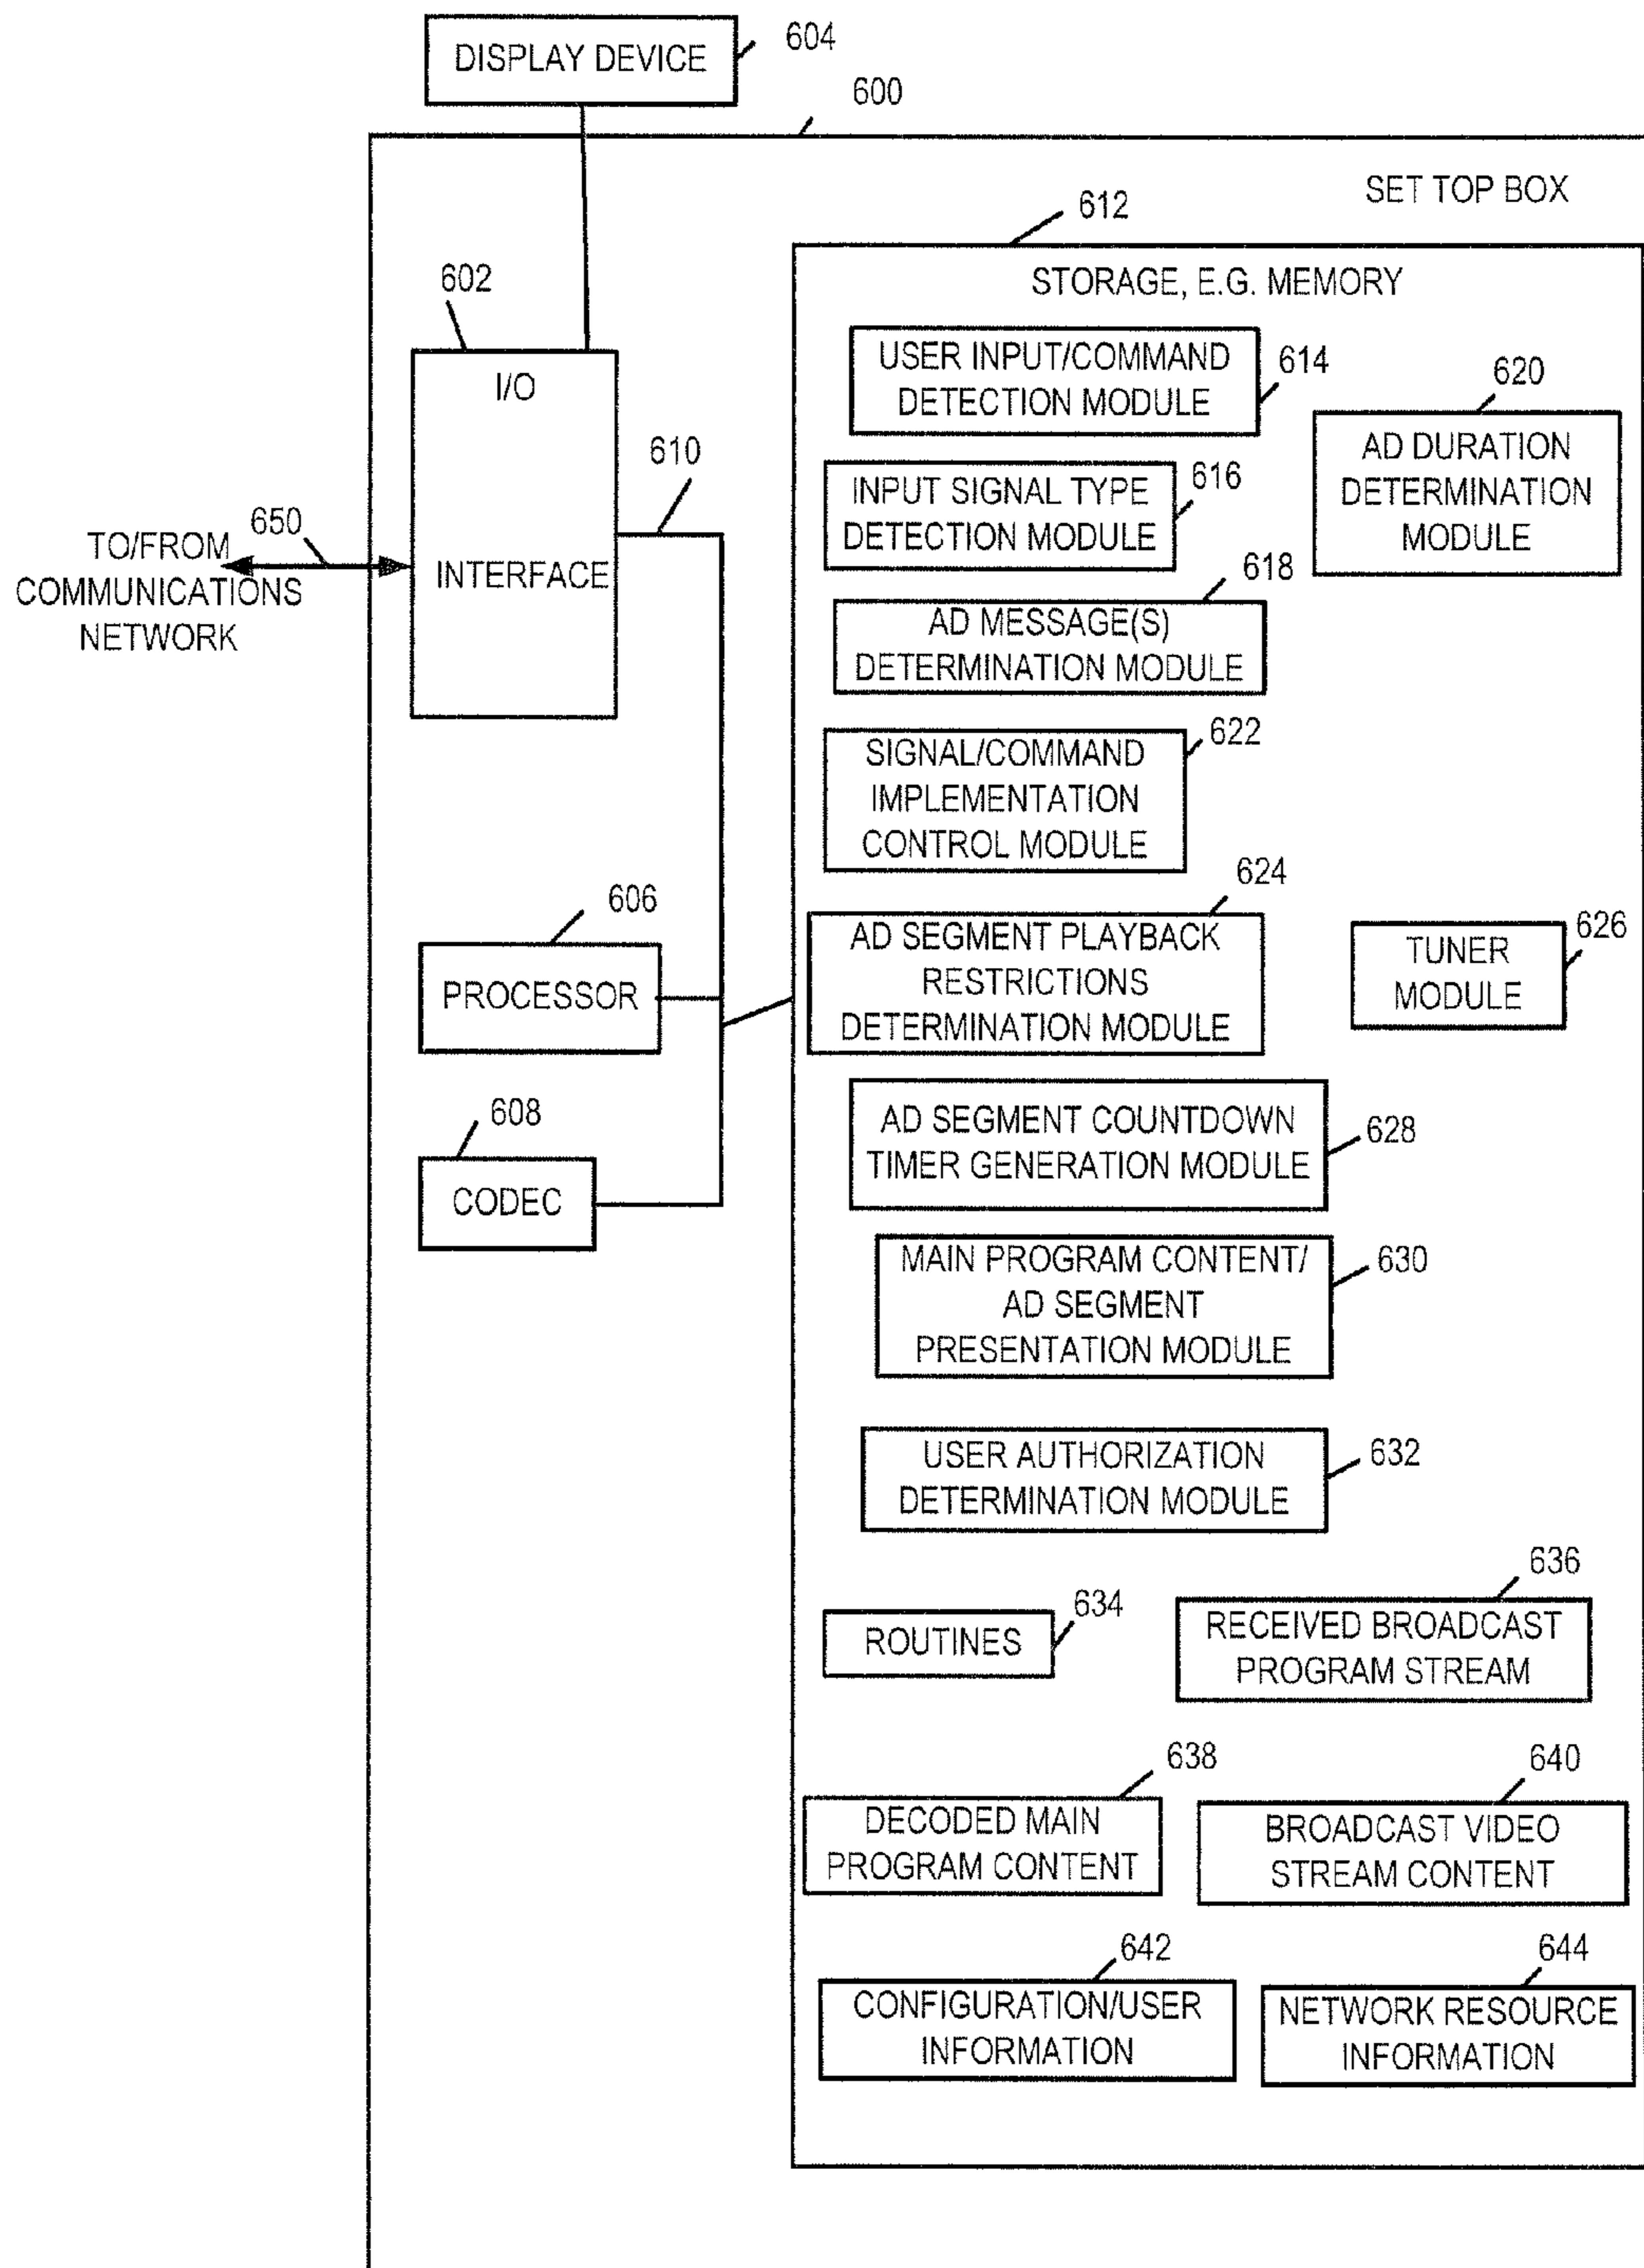 DISPLAY DEVICE
604
600
SET TOP BOX
612
STORAGE, E.G. MEMORY
602
I/O
INTERFACE
610
650
TO/FROM
COMMUNICATIONS
NETWORK
USER INPUT/COMMAND
DETECTION MODULE
614
620
AD DURATION
DETERMINATION
MODULE
INPUT SIGNAL TYPE
DETECTION MODULE
616
618
AD MESSAGE(S)
DETERMINATION MODULE
SIGNAL/COMMAND
IMPLEMENTATION
CONTROL MODULE
622
624
AD SEGMENT PLAYBACK
RESTRICTIONS
DETERMINATION MODULE
TUNER
MODULE
626
606
PROCESSOR
608
CODEC
AD SEGMENT COUNTDOWN
TIMER GENERATION MODULE
628
MAIN PROGRAM CONTENT/
AD SEGMENT
PRESENTATION MODULE
630
USER AUTHORIZATION
DETERMINATION MODULE
632
ROUTINES
634
636
RECEIVED BROADCAST
PROGRAM STREAM
638
DECODED MAIN
PROGRAM CONTENT
640
BROADCAST VIDEO
STREAM CONTENT
642
CONFIGURATION/USER
INFORMATION
644
NETWORK RESOURCE
INFORMATION